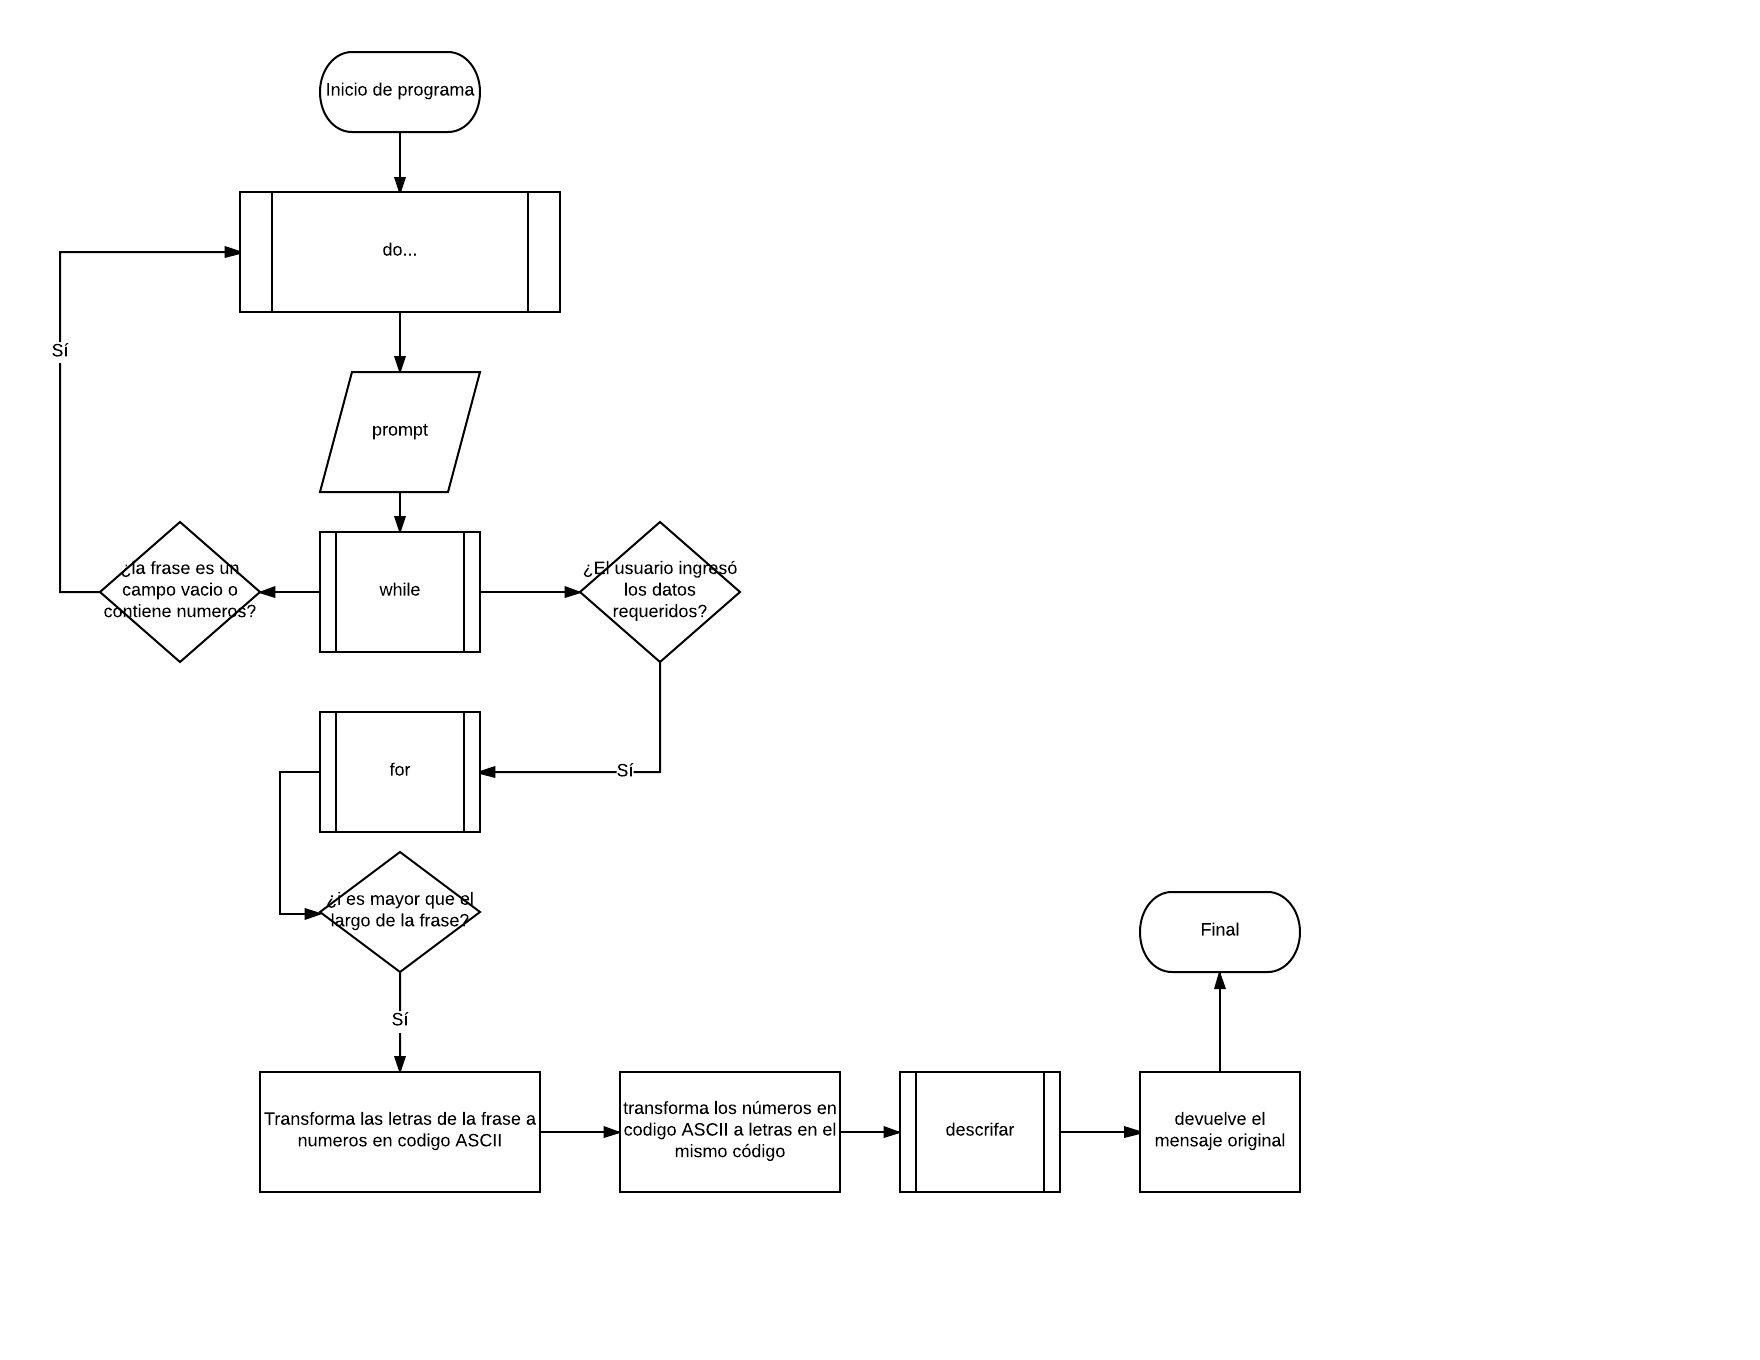 Inicio de programa
do...
Sí
prompt
¿la frase es un
campo vacio o
contiene numeros?
while
¿El usuario ingresó
los datos
requeridos?
for
Sí
¿i es mayor que el
largo de la frase?
Sí
Final
Transforma las letras de la frase a
numeros en codigo ASCII
transforma los números en
codigo ASCII a letras en el
mismo código
descrifar
devuelve el
mensaje original